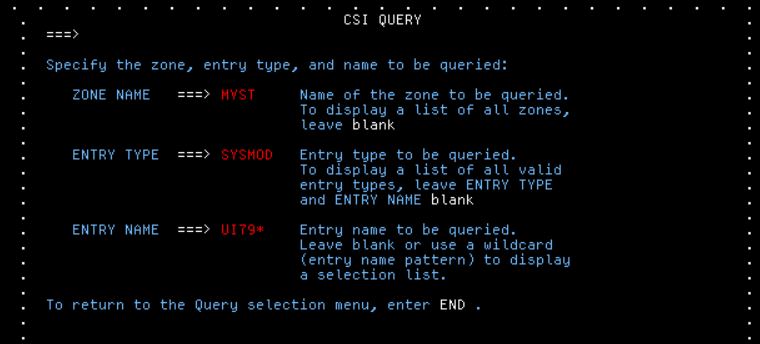 CSI QUERY
===>
Specify the zone, entry type, and name to be queried:
ZONE NAME ===> MYST Name of the zone to be queried.
To display a list of all zones,
leave blank
ENTRY TYPE ===> SYSMOD Entry type to be queried.
To display a list of all valid
entry types, leave ENTRY TYPE
and ENTRY NAME blank
ENTRY NAME ===> UI79* Entry name to be queried.
Leave blank or use a wildcard
(entry name pattern) to display
a selection list.
To return to the Query selection menu, enter END .